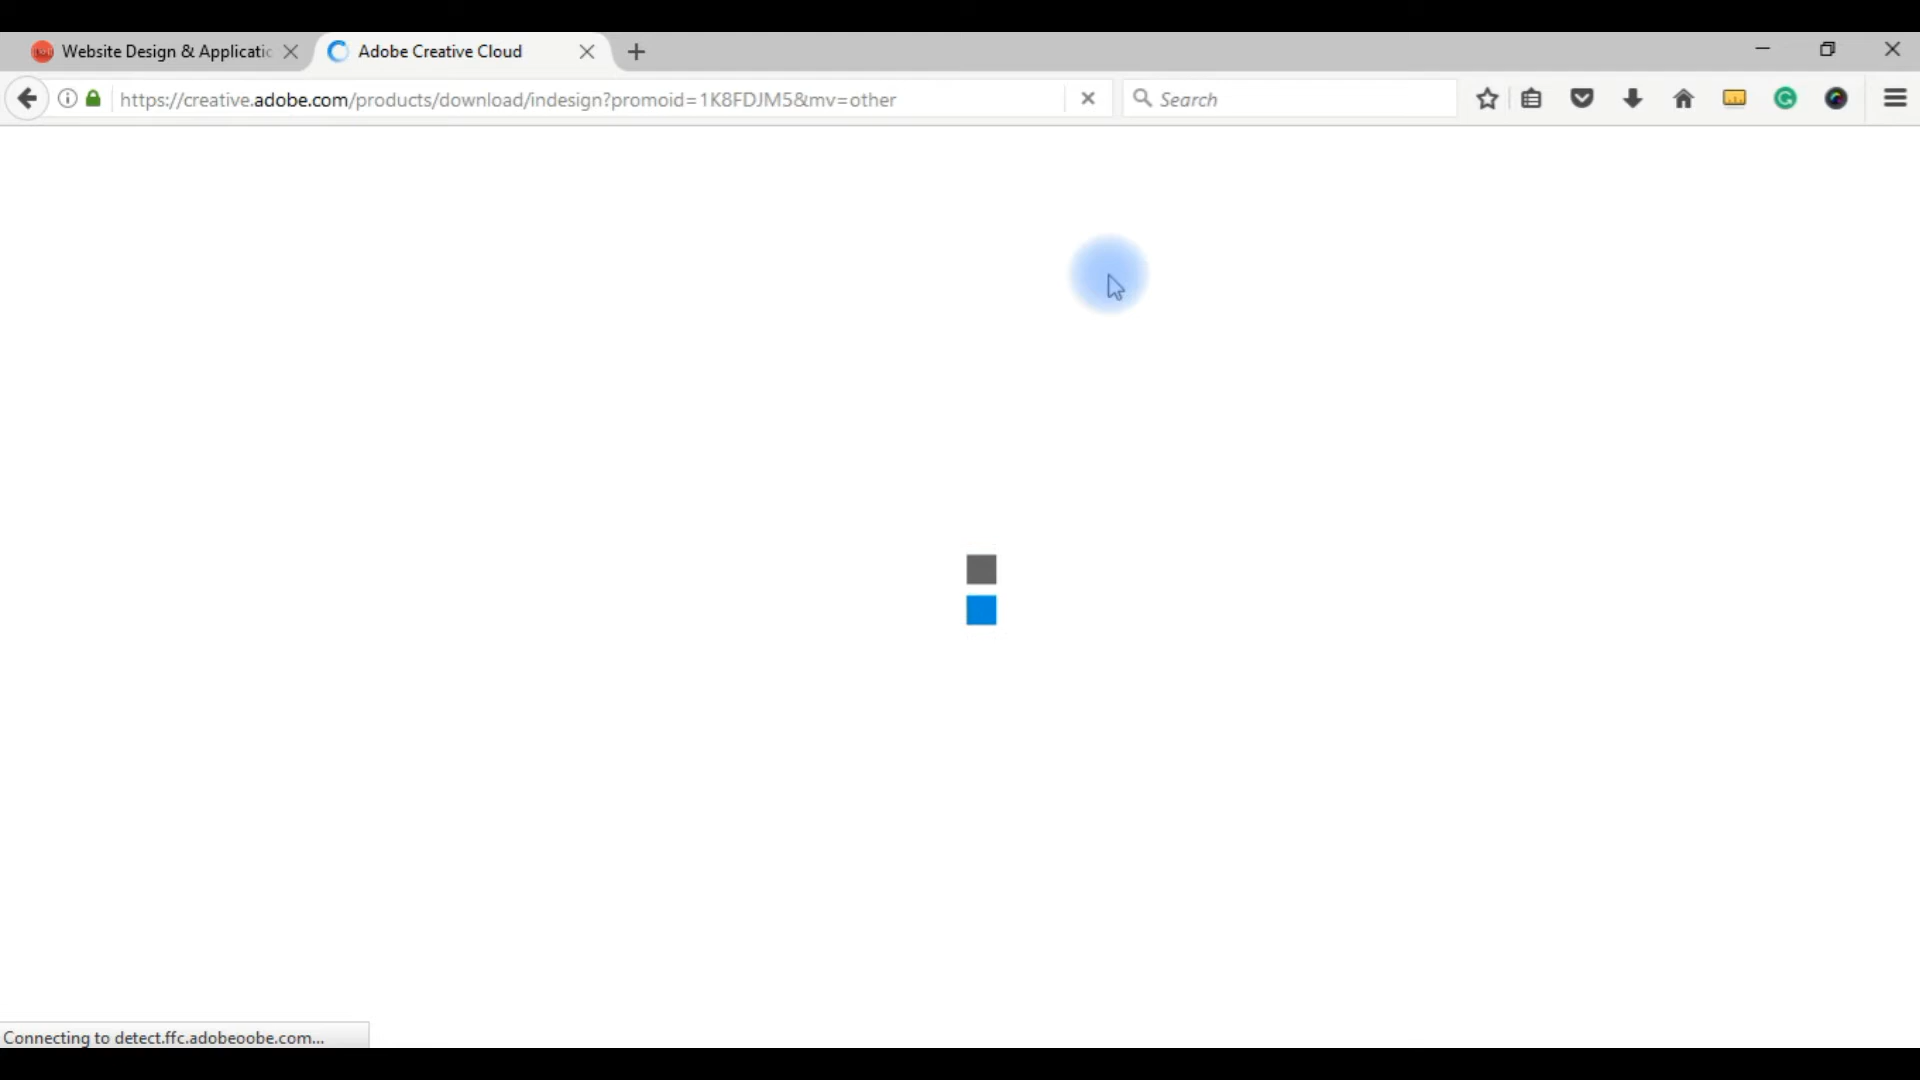 Website Design & Applicatic
Adobe Creative Cloud
https://creative.adobe.com/products/download/indesign?promoid=1K8FDJM5&mv=other
Search
Connecting to detect.ffc.adobeoobe.com...